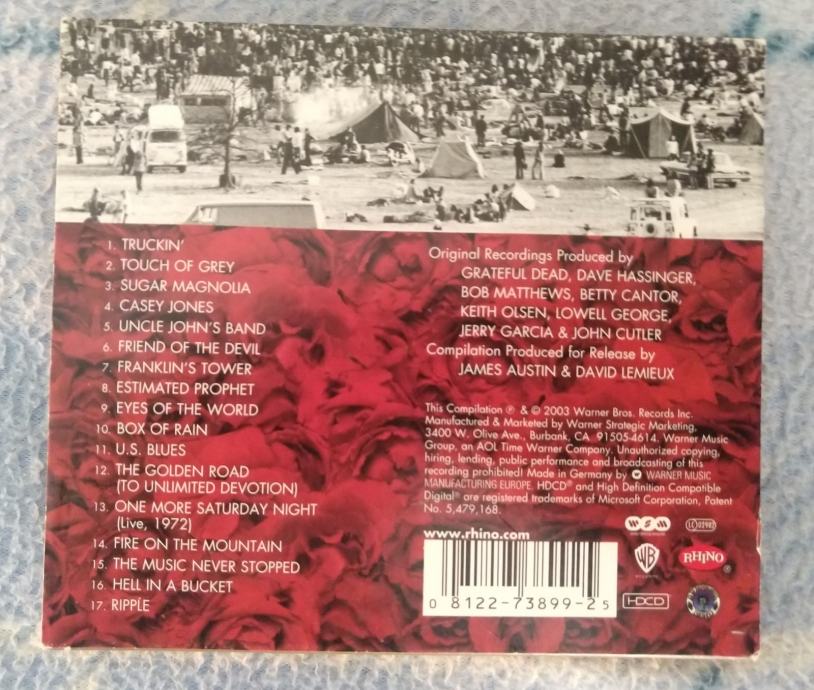 1. TRUCKIN'
2. TOUCH OF GREY
3. SUGAR MAGNOLIA
4. CASEY JONES
5. UNCLE JOHN'S BAND
6. FRIEND OF THE DEVIL
7. FRANKLIN'S TOWER
8. ESTIMATED PROPHET
9. EYES OF THE WORLD
10. BOX OF RAIN
11. U.S. BLUES
12. THE GOLDEN ROAD
(TO UNLIMITED DEVOTION)
13. ONE MORE SATURDAY NIGHT
(Live, 1972)
14. FIRE ON THE MOUNTAIN
15. THE MUSIC NEVER STOPPED
16. HELL IN A BUCKET
17. RIPPLE
Original Recordings Produced by
GRATEFUL DEAD, DAVE HASSINGER,
BOB MATTHEWS, BETTY CANTOR,
KEITH OLSEN, LOWELL GEORGE,
JERRY GARCIA & JOHN CUTLER
Compilation Produced for Release by
JAMES AUSTIN & DAVID LEMIEUX
This Compilation ℗ & © 2003 Warner Bros. Records Inc.
Manufactured & Marketed by Warner Strategic Marketing,
3400 W. Olive Ave., Burbank, CA 91505-4614. Warner Music
Group, an AOL Time Warner Company. Unauthorized copying,
hiring, lending, public performance and broadcasting of this
recording prohibited! Made in Germany by WARNER MUSIC
MANUFACTURING EUROPE. HDCD® and High Definition Compatible
Digital® are registered trademarks of Microsoft Corporation, Patent
No. 5,479,168.
www.rhino.com
WSM
LC 02982
WB
RHINO ®
0 8122-73899-2 5
HDCD